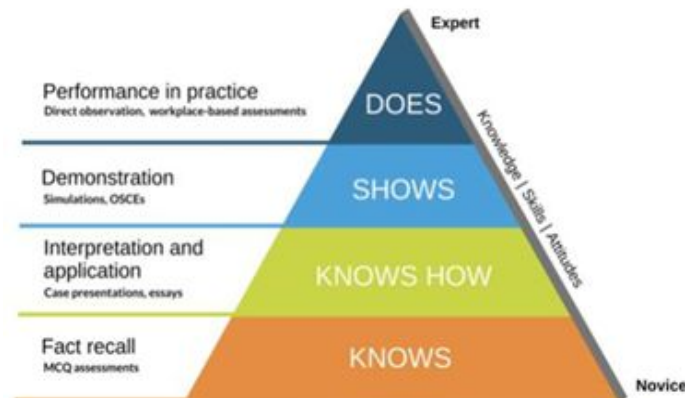 Expert
Performance in practice
Direct observation, workplace-based assessments
DOES
Knowledge | Skills | Attitudes
Demonstration
Simulations, OSCEs
SHOWS
Interpretation and
application
Case presentations, essays
KNOWS HOW
Fact recall
MCQ assessments
KNOWS
Novice